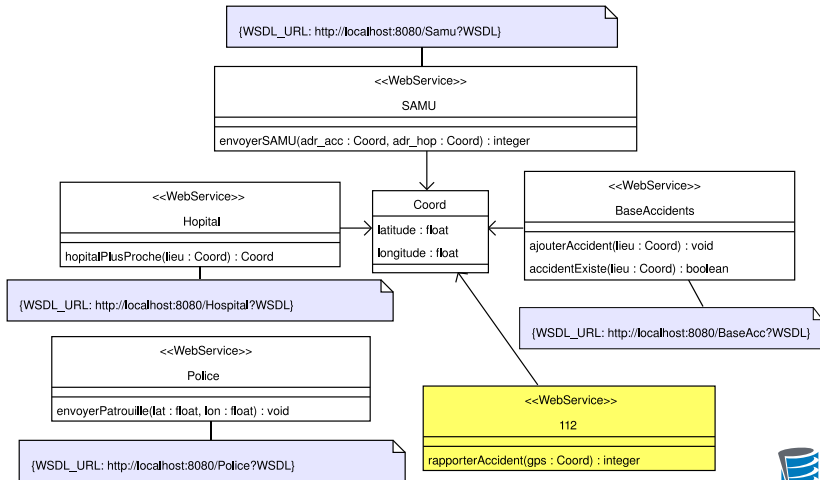 {WSDL_URL: http://localhost:8080/Samu?WSDL}
<<WebService>>
SAMU
envoyerSAMU(adr_acc : Coord, adr_hop : Coord) : integer
<<WebService>>
Hopital
hopitalPlusProche(lieu : Coord) : Coord
{WSDL_URL: http://localhost:8080/Hospital?WSDL}
Coord
latitude : float
longitude : float
<<WebService>>
BaseAccidents
ajouterAccident(lieu : Coord) : void
accidentExiste(lieu : Coord) : boolean
{WSDL_URL: http://localhost:8080/BaseAcc?WSDL}
<<WebService>>
Police
envoyerPatrouille(lat : float, lon : float) : void
{WSDL_URL: http://localhost:8080/Police?WSDL}
<<WebService>>
112
rapporterAccident(gps : Coord) : integer